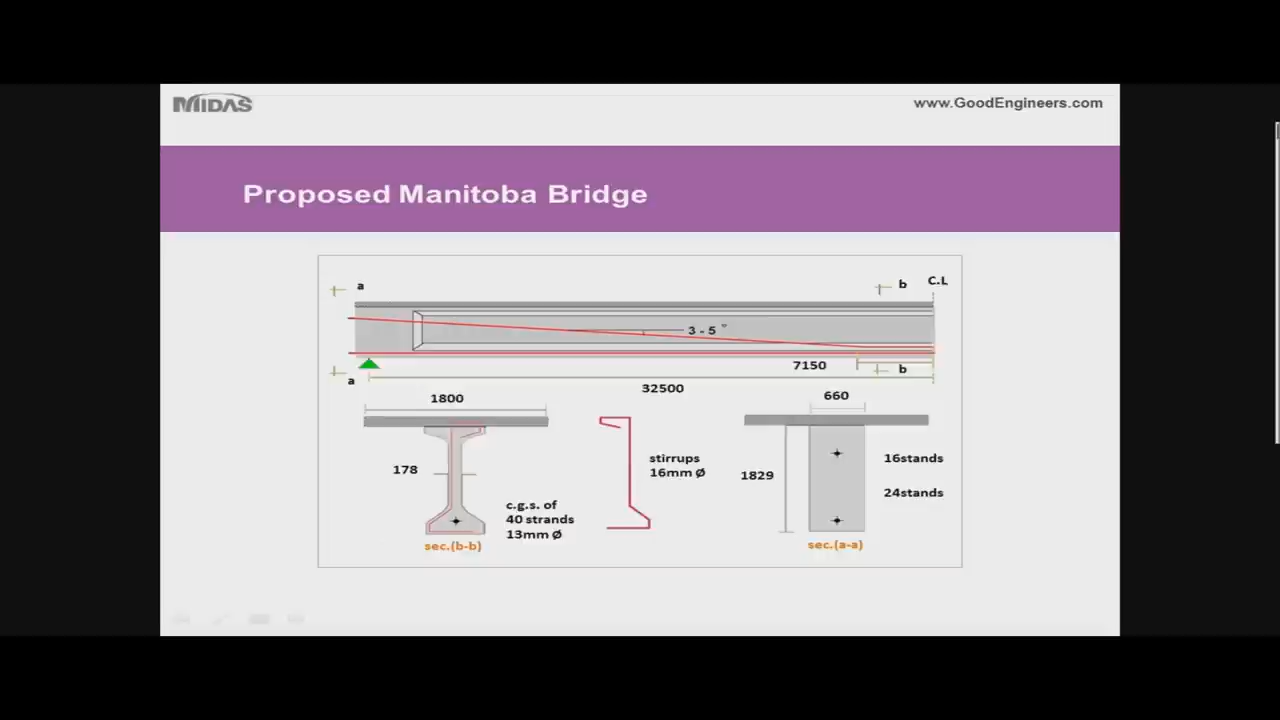 MIDAS
www.GoodEngineers.com
Proposed Manitoba Bridge
a
b
C.L
3 - 5 °
7150
b
a
32500
1800
660
178
stirrups
16mm Ø
1829
16stands
24stands
c.g.s. of
40 strands
13mm Ø
sec.(b-b)
sec.(a-a)